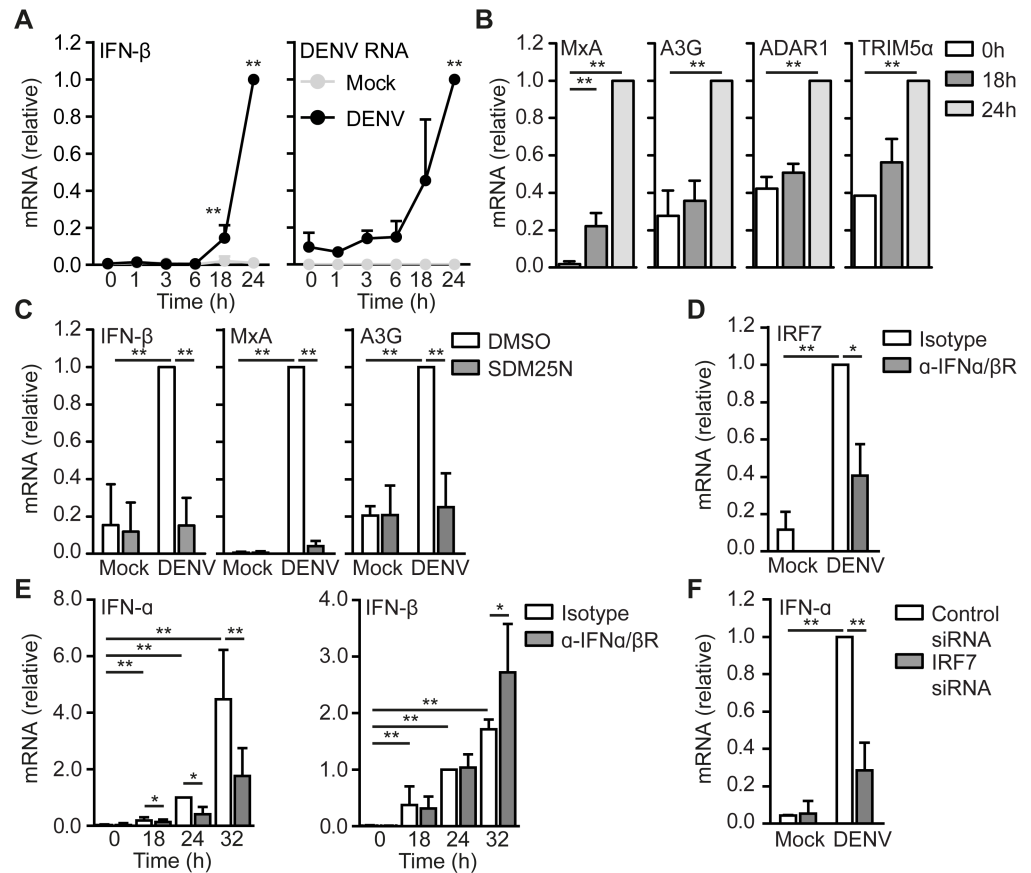 A
IFN-β
DENV RNA
Mock
DENV
mRNA (relative)
1.2
1.0
0.8
0.6
0.4
0.2
0.0
** **
**
0 1 3 6 18 24
0 1 3 6 18 24
Time (h)
Time (h)
B
MxA
A3G
ADAR1
TRIM5α
0h
18h
24h
mRNA (relative)
1.2
1.0
0.8
0.6
0.4
0.2
0.0
**
**
**
**
**
C
IFN-β
MxA
A3G
DMSO
SDM25N
mRNA (relative)
1.2
1.0
0.8
0.6
0.4
0.2
0.0
** **
** **
** **
Mock DENV
Mock DENV
Mock DENV
D
IRF7
Isotype
α-IFNα/βR
mRNA (relative)
1.2
1.0
0.8
0.6
0.4
0.2
0.0
** *
Mock DENV
E
IFN-α
mRNA (relative)
8.0
6.0
4.0
2.0
0.0
** **
**
**
*
*
0 18 24 32
Time (h)
IFN-β
Isotype
α-IFNα/βR
mRNA (relative)
4.0
3.0
2.0
1.0
0.0
*
**
**
**
0 18 24 32
Time (h)
F
IFN-α
Control
siRNA
IRF7
siRNA
mRNA (relative)
1.2
1.0
0.8
0.6
0.4
0.2
0.0
** **
Mock DENV